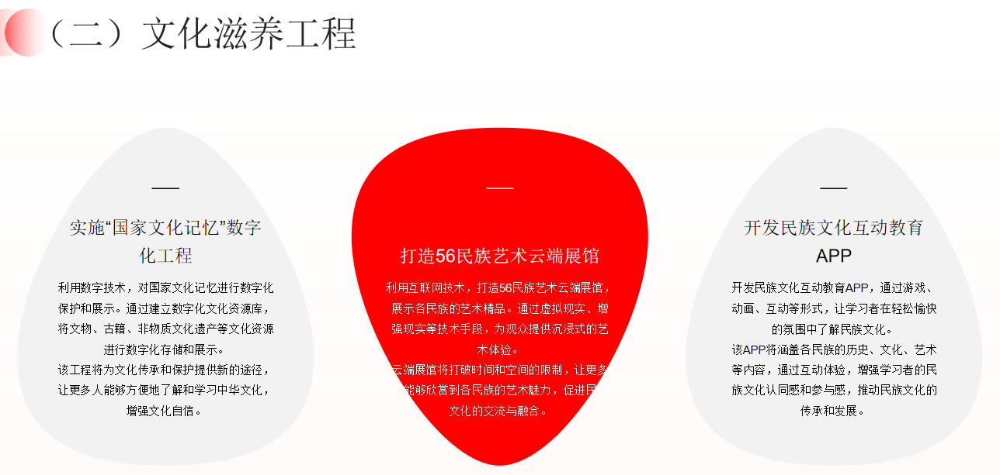 （二）文化滋养工程
实施“国家文化记忆”数字
化工程
利用数字技术，对国家文化记忆进行数字化
保护和展示。通过建立数字化文化资源库，
将文物、古籍、非物质文化遗产等文化资源
进行数字化存储和展示。
该工程将为文化传承和保护提供新的途径，
让更多人能够方便地了解和学习中华文化，
增强文化自信。
打造56民族艺术云端展馆
利用互联网技术，打造56民族艺术云端展馆，
展示各民族的艺术精品。通过虚拟现实、增
强现实等技术手段，为观众提供沉浸式的艺
术体验。
云端展馆将打破时间和空间的限制，让更多
能够欣赏到各民族的艺术魅力，促进民
文化的交流与融合。
开发民族文化互动教育
APP
开发民族文化互动教育APP，通过游戏、
动画、互动等形式，让学习者在轻松愉快
的氛围中了解民族文化。
该APP将涵盖各民族的历史、文化、艺术
等内容，通过互动体验，增强学习者的民
族文化认同感和参与感，推动民族文化的
传承和发展。